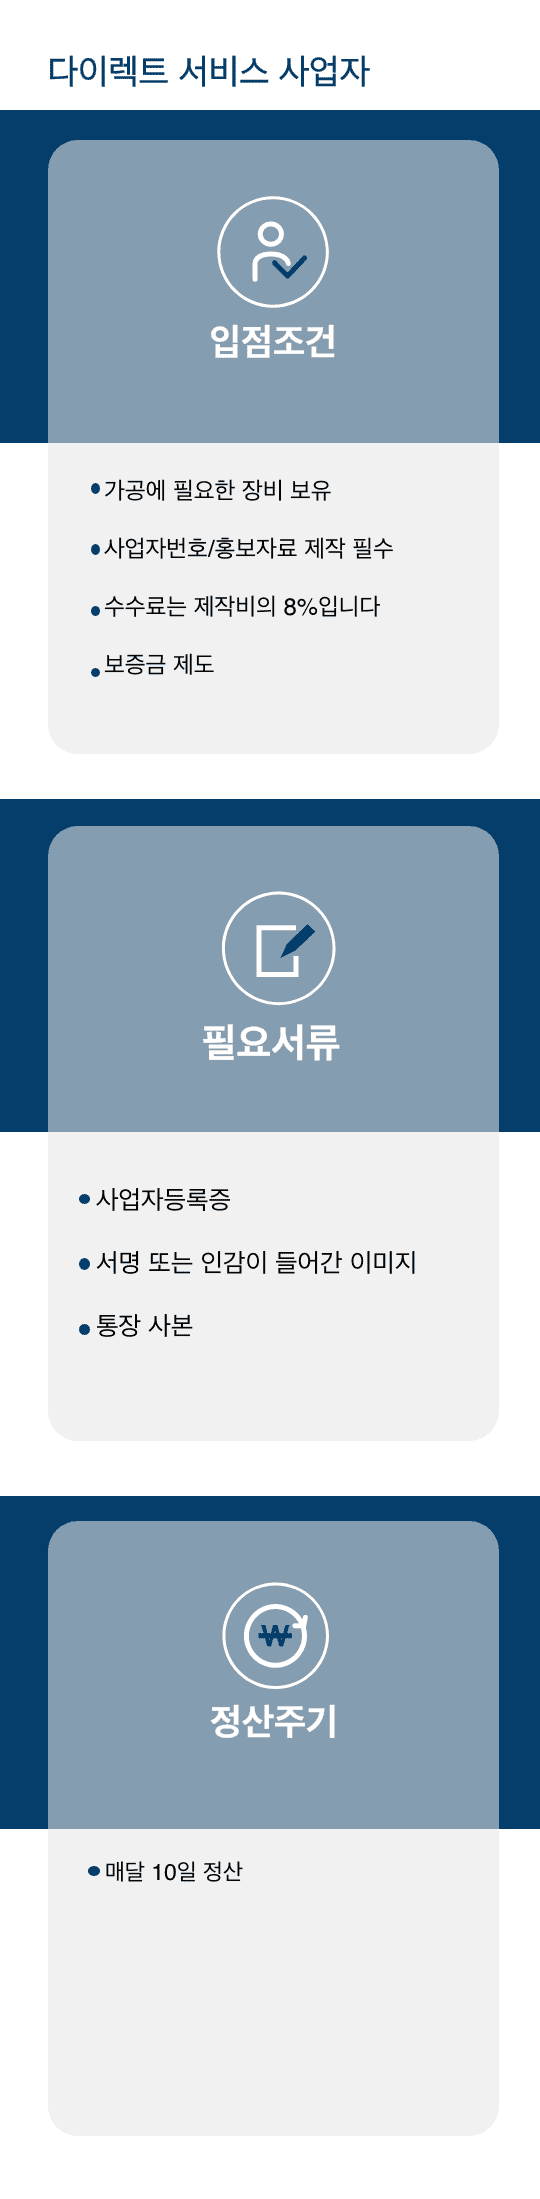 다이렉트 서비스 사업자
입점조건
가공에 필요한 장비 보유
사업자번호/홍보자료 제작 필수
수수료는 제작비의 8%입니다
보증금 제도
필요서류
사업자등록증
서명 또는 인감이 들어간 이미지
통장 사본
₩
정산주기
매달 10일 정산